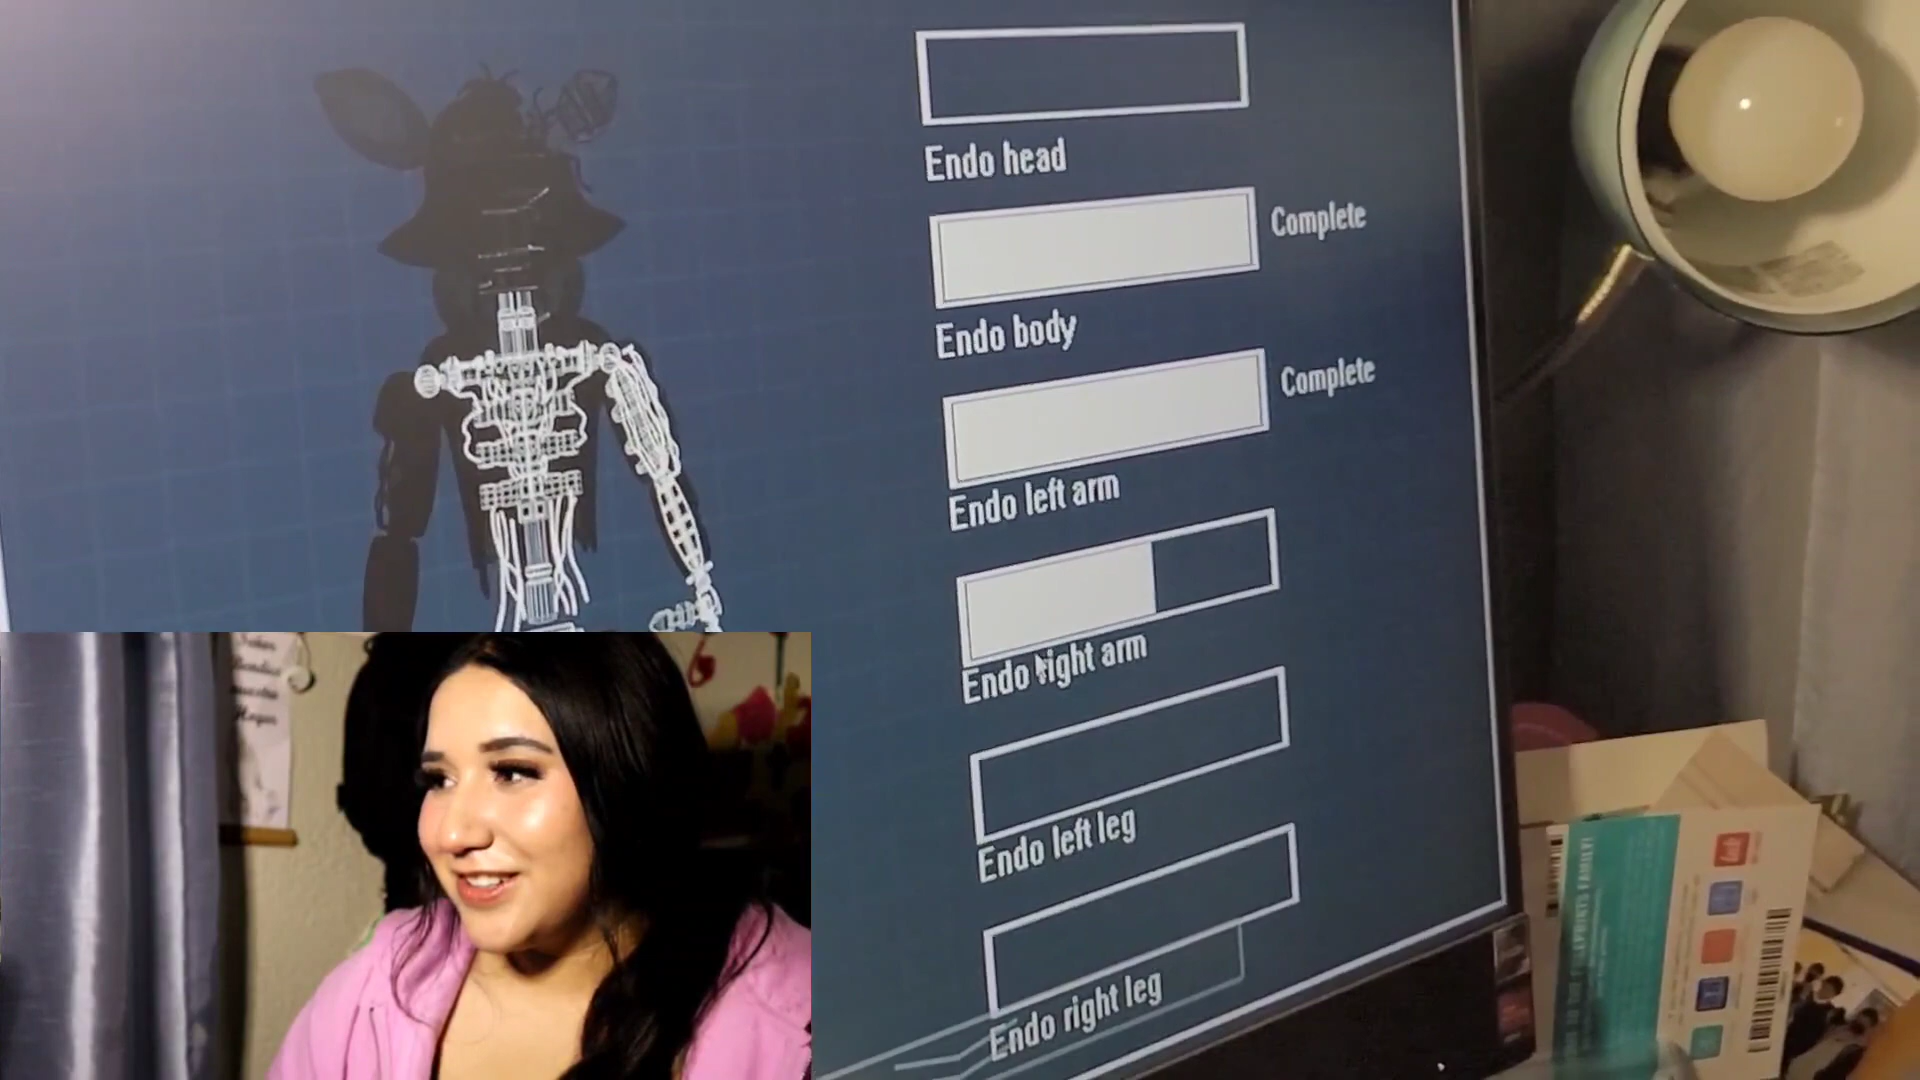 Endo head
Complete
Endo body
Complete
Endo left arm
Endo right arm
Endo left leg
Endo right leg